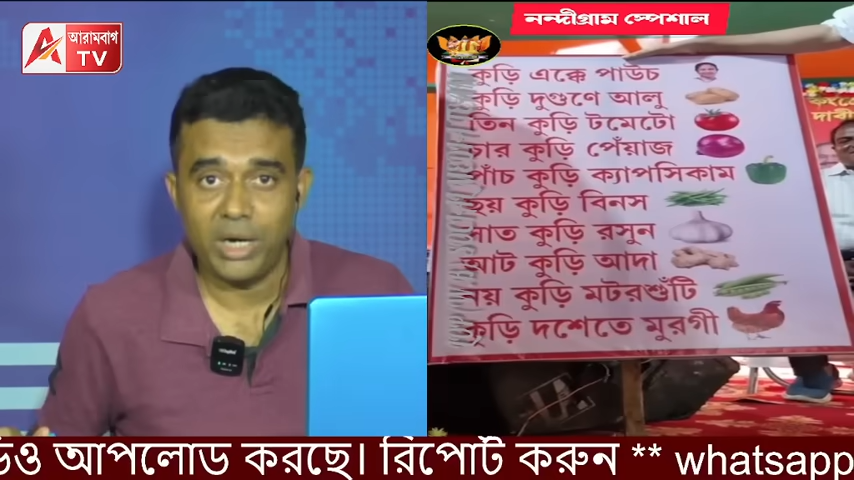 আরামবাগ
TV
নন্দীগ্রাম স্পেশাল
কুড়ি এক্কে পাউচ
কুড়ি দুগুণে আলু
তিন কুড়ি টমেটো
চার কুড়ি পেঁয়াজ
পাঁচ কুড়ি ক্যাপসিকাম
ছয় কুড়ি বিনস
সাত কুড়ি রসুন
আট কুড়ি আদা
নয় কুড়ি মটরশুঁটি
কুড়ি দশেতে মুরগী
আপলোড করছে। রিপোর্ট করুন ** whatsapp